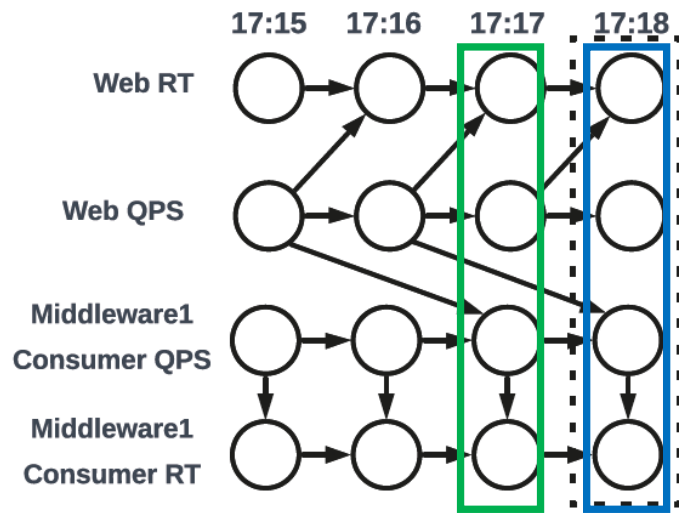 17:15 17:16 17:17 17:18
Web RT
Web QPS
Middleware1
Consumer QPS
Middleware1
Consumer RT